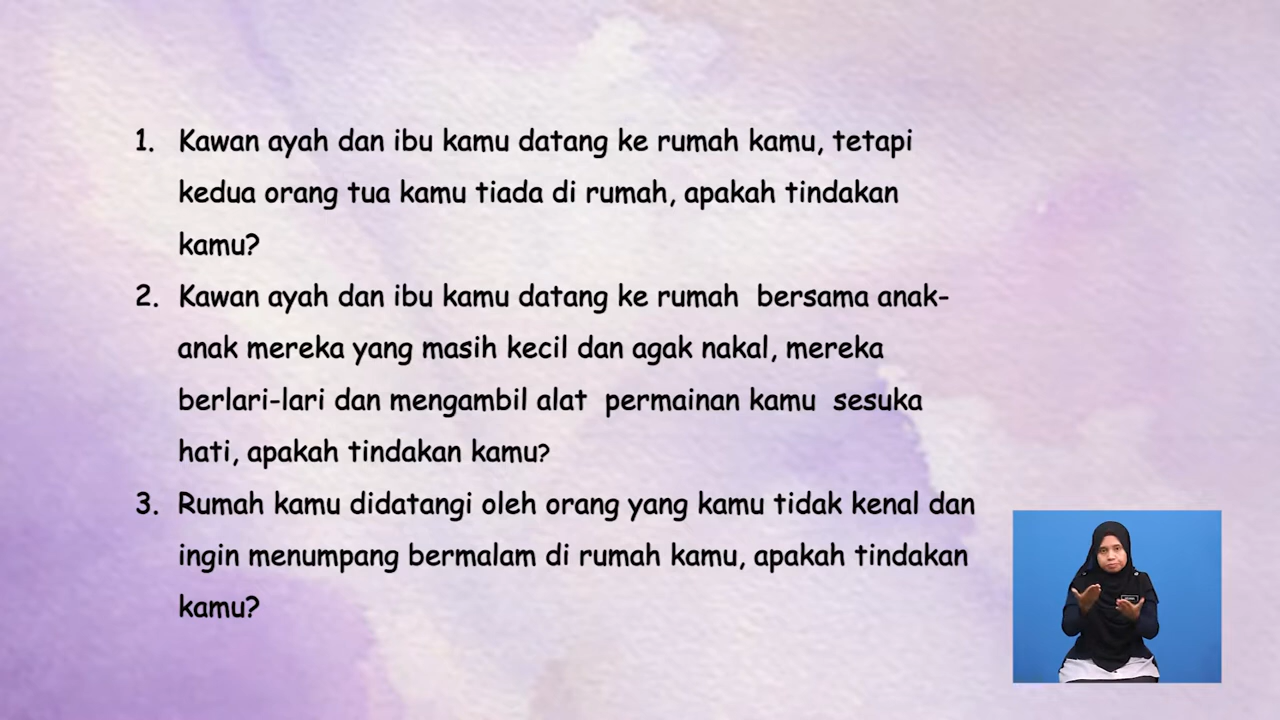 1. Kawan ayah dan ibu kamu datang ke rumah kamu, tetapi
kedua orang tua kamu tiada di rumah, apakah tindakan
kamu?
2. Kawan ayah dan ibu kamu datang ke rumah bersama anak-
anak mereka yang masih kecil dan agak nakal, mereka
berlari-lari dan mengambil alat permainan kamu sesuka
hati, apakah tindakan kamu?
3. Rumah kamu didatangi oleh orang yang kamu tidak kenal dan
ingin menumpang bermalam di rumah kamu, apakah tindakan
kamu?